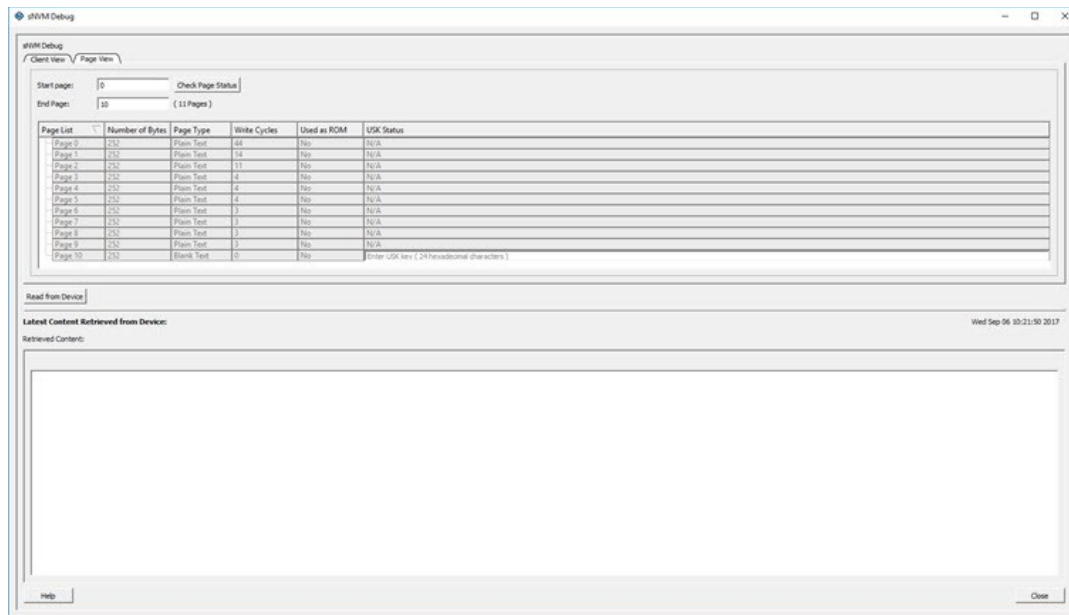 sNVM Debug
sNVM Debug
Client View Page View
Start page: 0 Check Page Status
End Page: 10 ( 11 Pages )
Page List Number of Bytes Page Type Write Cycles Used as ROM USK Status
Page 0 252 Plain Text 44 No N/A
Page 1 252 Plain Text 14 No N/A
Page 2 252 Plain Text 11 No N/A
Page 3 252 Plain Text 4 No N/A
Page 4 252 Plain Text 4 No N/A
Page 5 252 Plain Text 4 No N/A
Page 6 252 Plain Text 3 No N/A
Page 7 252 Plain Text 3 No N/A
Page 8 252 Plain Text 3 No N/A
Page 9 252 Plain Text 3 No N/A
Page 10 252 Blank Text 0 No Enter USK key ( 24 hexadecimal characters )
Read from Device
Latest Content Retrieved from Device: Wed Sep 06 10:21:50 2017
Retrieved Content:
Help Close